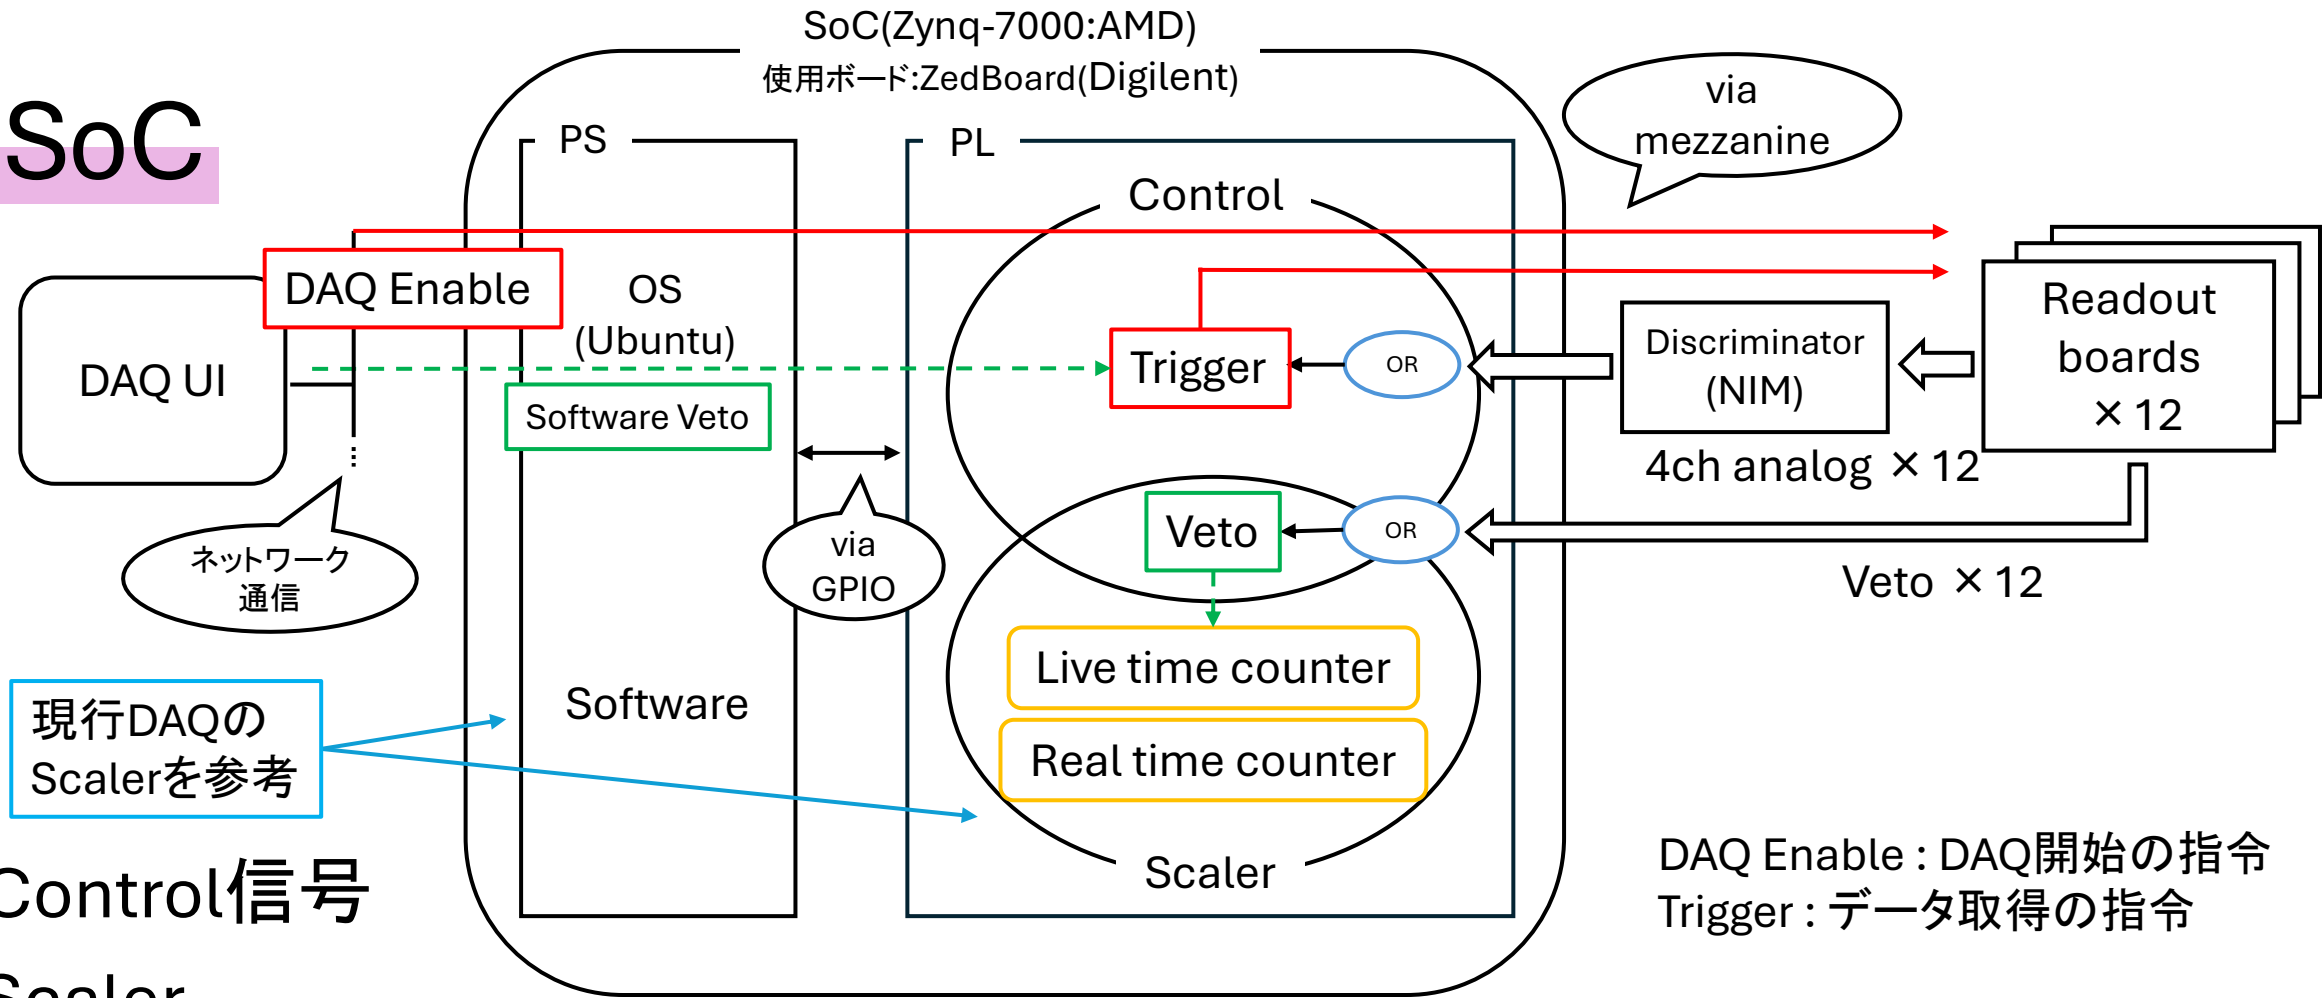 SoC(Zynq-7000:AMD)
使用ボード:ZedBoard(Digilent)
SoC
PS
PL
via
mezzanine
Control
DAQ Enable
OS
(Ubuntu)
DAQ UI
Software Veto
Trigger
OR
Discriminator
(NIM)
Readout
boards
×12
4ch analog ×12
Veto
OR
Veto ×12
ネットワーク
通信
via
GPIO
Live time counter
Real time counter
Software
Scaler
現行DAQの
Scalerを参考
Control信号
Scaler
DAQ Enable : DAQ開始の指令
Trigger : データ取得の指令